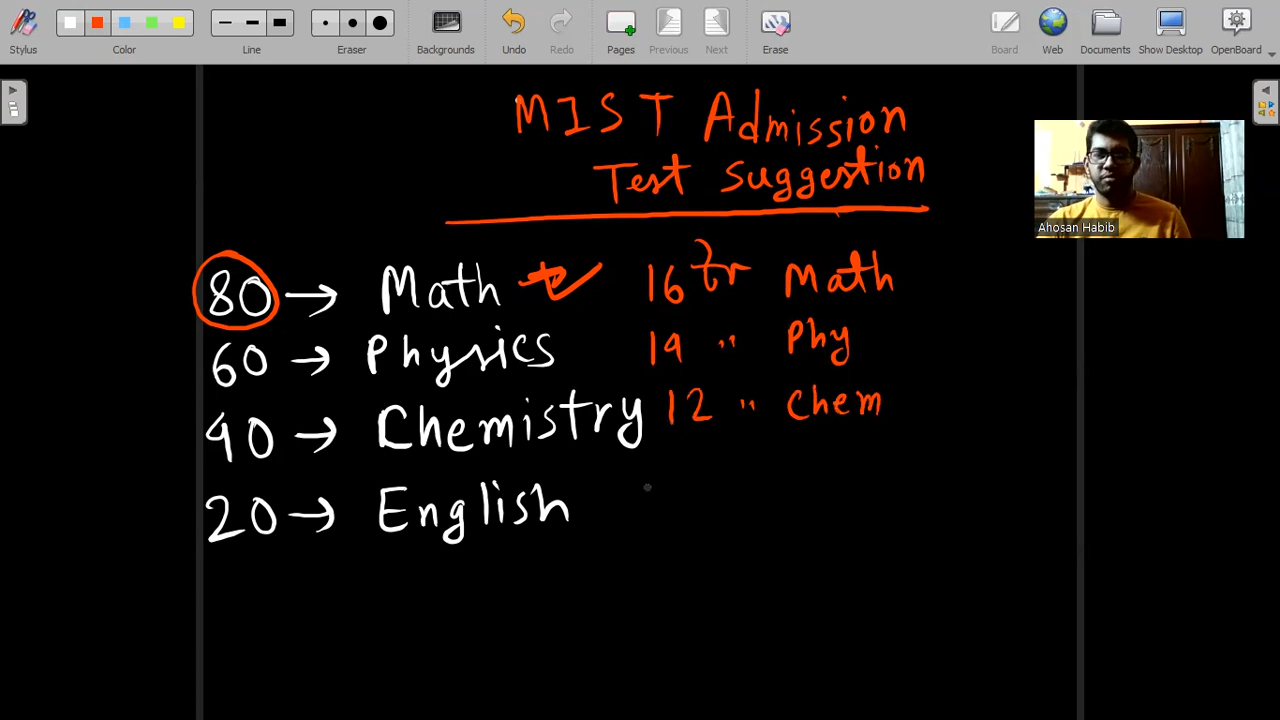 Stylus
Color
Line
Eraser
Backgrounds
Undo
Redo
Pages
Previous
Next
Erase
Board
Web
Documents
Show Desktop
OpenBoard
MIST Admission
Test Suggestion
Ahosan Habib
80 → Math 16 টা Math
60 → Physics 14 " Phy
40 → Chemistry 12 " Chem
20 → English